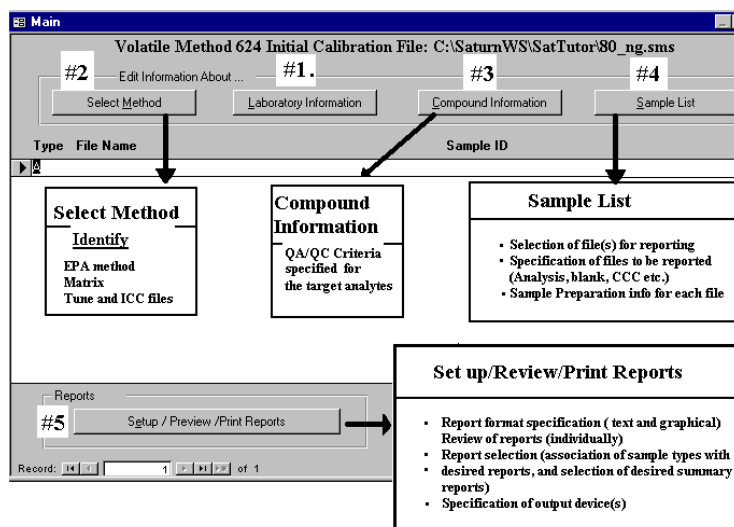 Main
Volatile Method 624 Initial Calibration File: C:\SaturnWS\SatTutor\80_ng.sms
#2 Edit Information About ... #1. #3 #4
Select Method Laboratory Information Compound Information Sample List
Type File Name Sample ID
A
Select Method
Identify
EPA method
Matrix
Tune and ICC files
Compound
Information
QA/QC Criteria
specified for
the target analytes
Sample List
• Selection of file(s) for reporting
• Specification of files to be reported
(Analysis, blank, CCC etc.)
• Sample Preparation info for each file
Reports
#5 Setup / Preview /Print Reports
Record: 1 of 1
Set up/Review/Print Reports
• Report format specification ( text and graphical)
Review of reports (individually)
• Report selection (association of sample types with
• desired reports, and selection of desired summary
reports)
• Specification of output device(s)